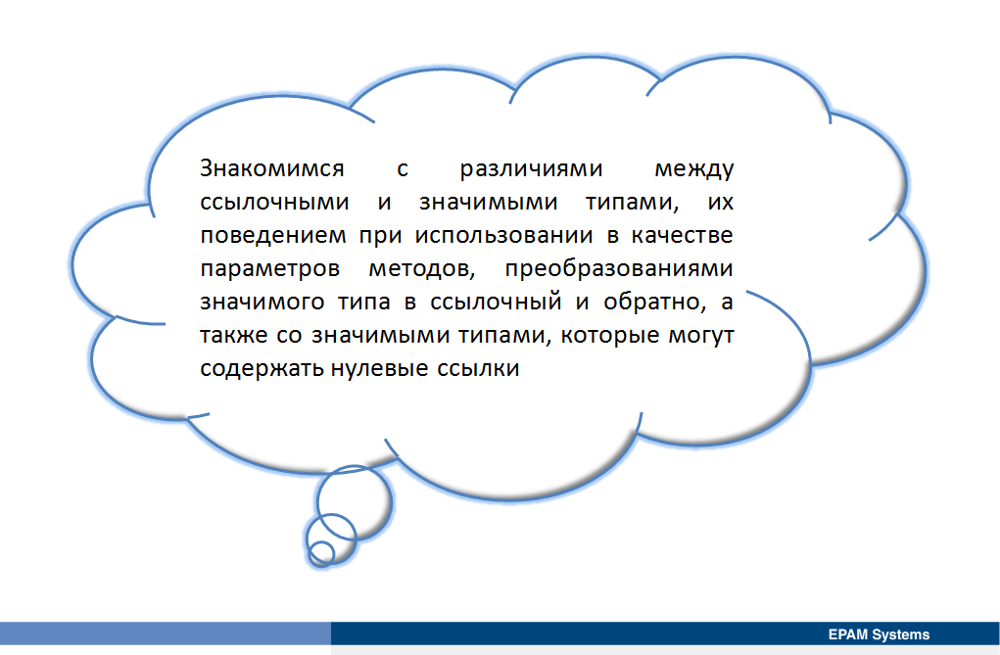 Знакомимся с различиями между
ссылочными и значимыми типами, их
поведением при использовании в качестве
параметров методов, преобразованиями
значимого типа в ссылочный и обратно, а
также со значимыми типами, которые могут
содержать нулевые ссылки
EPAM Systems